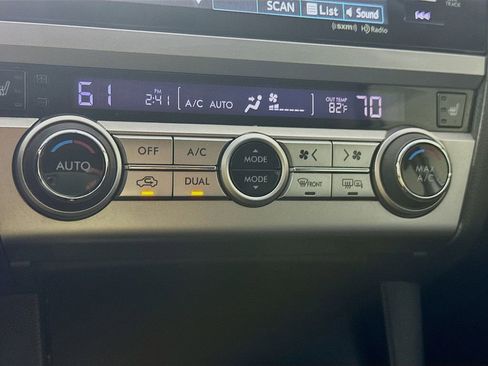 SCAN List Sound
TRACK
((SXM)) HD Radio
61 PM 2:41 A/C AUTO OUT TEMP 82°F 70
OFF A/C MODE
AUTO MAX A/C
DUAL MODE FRONT